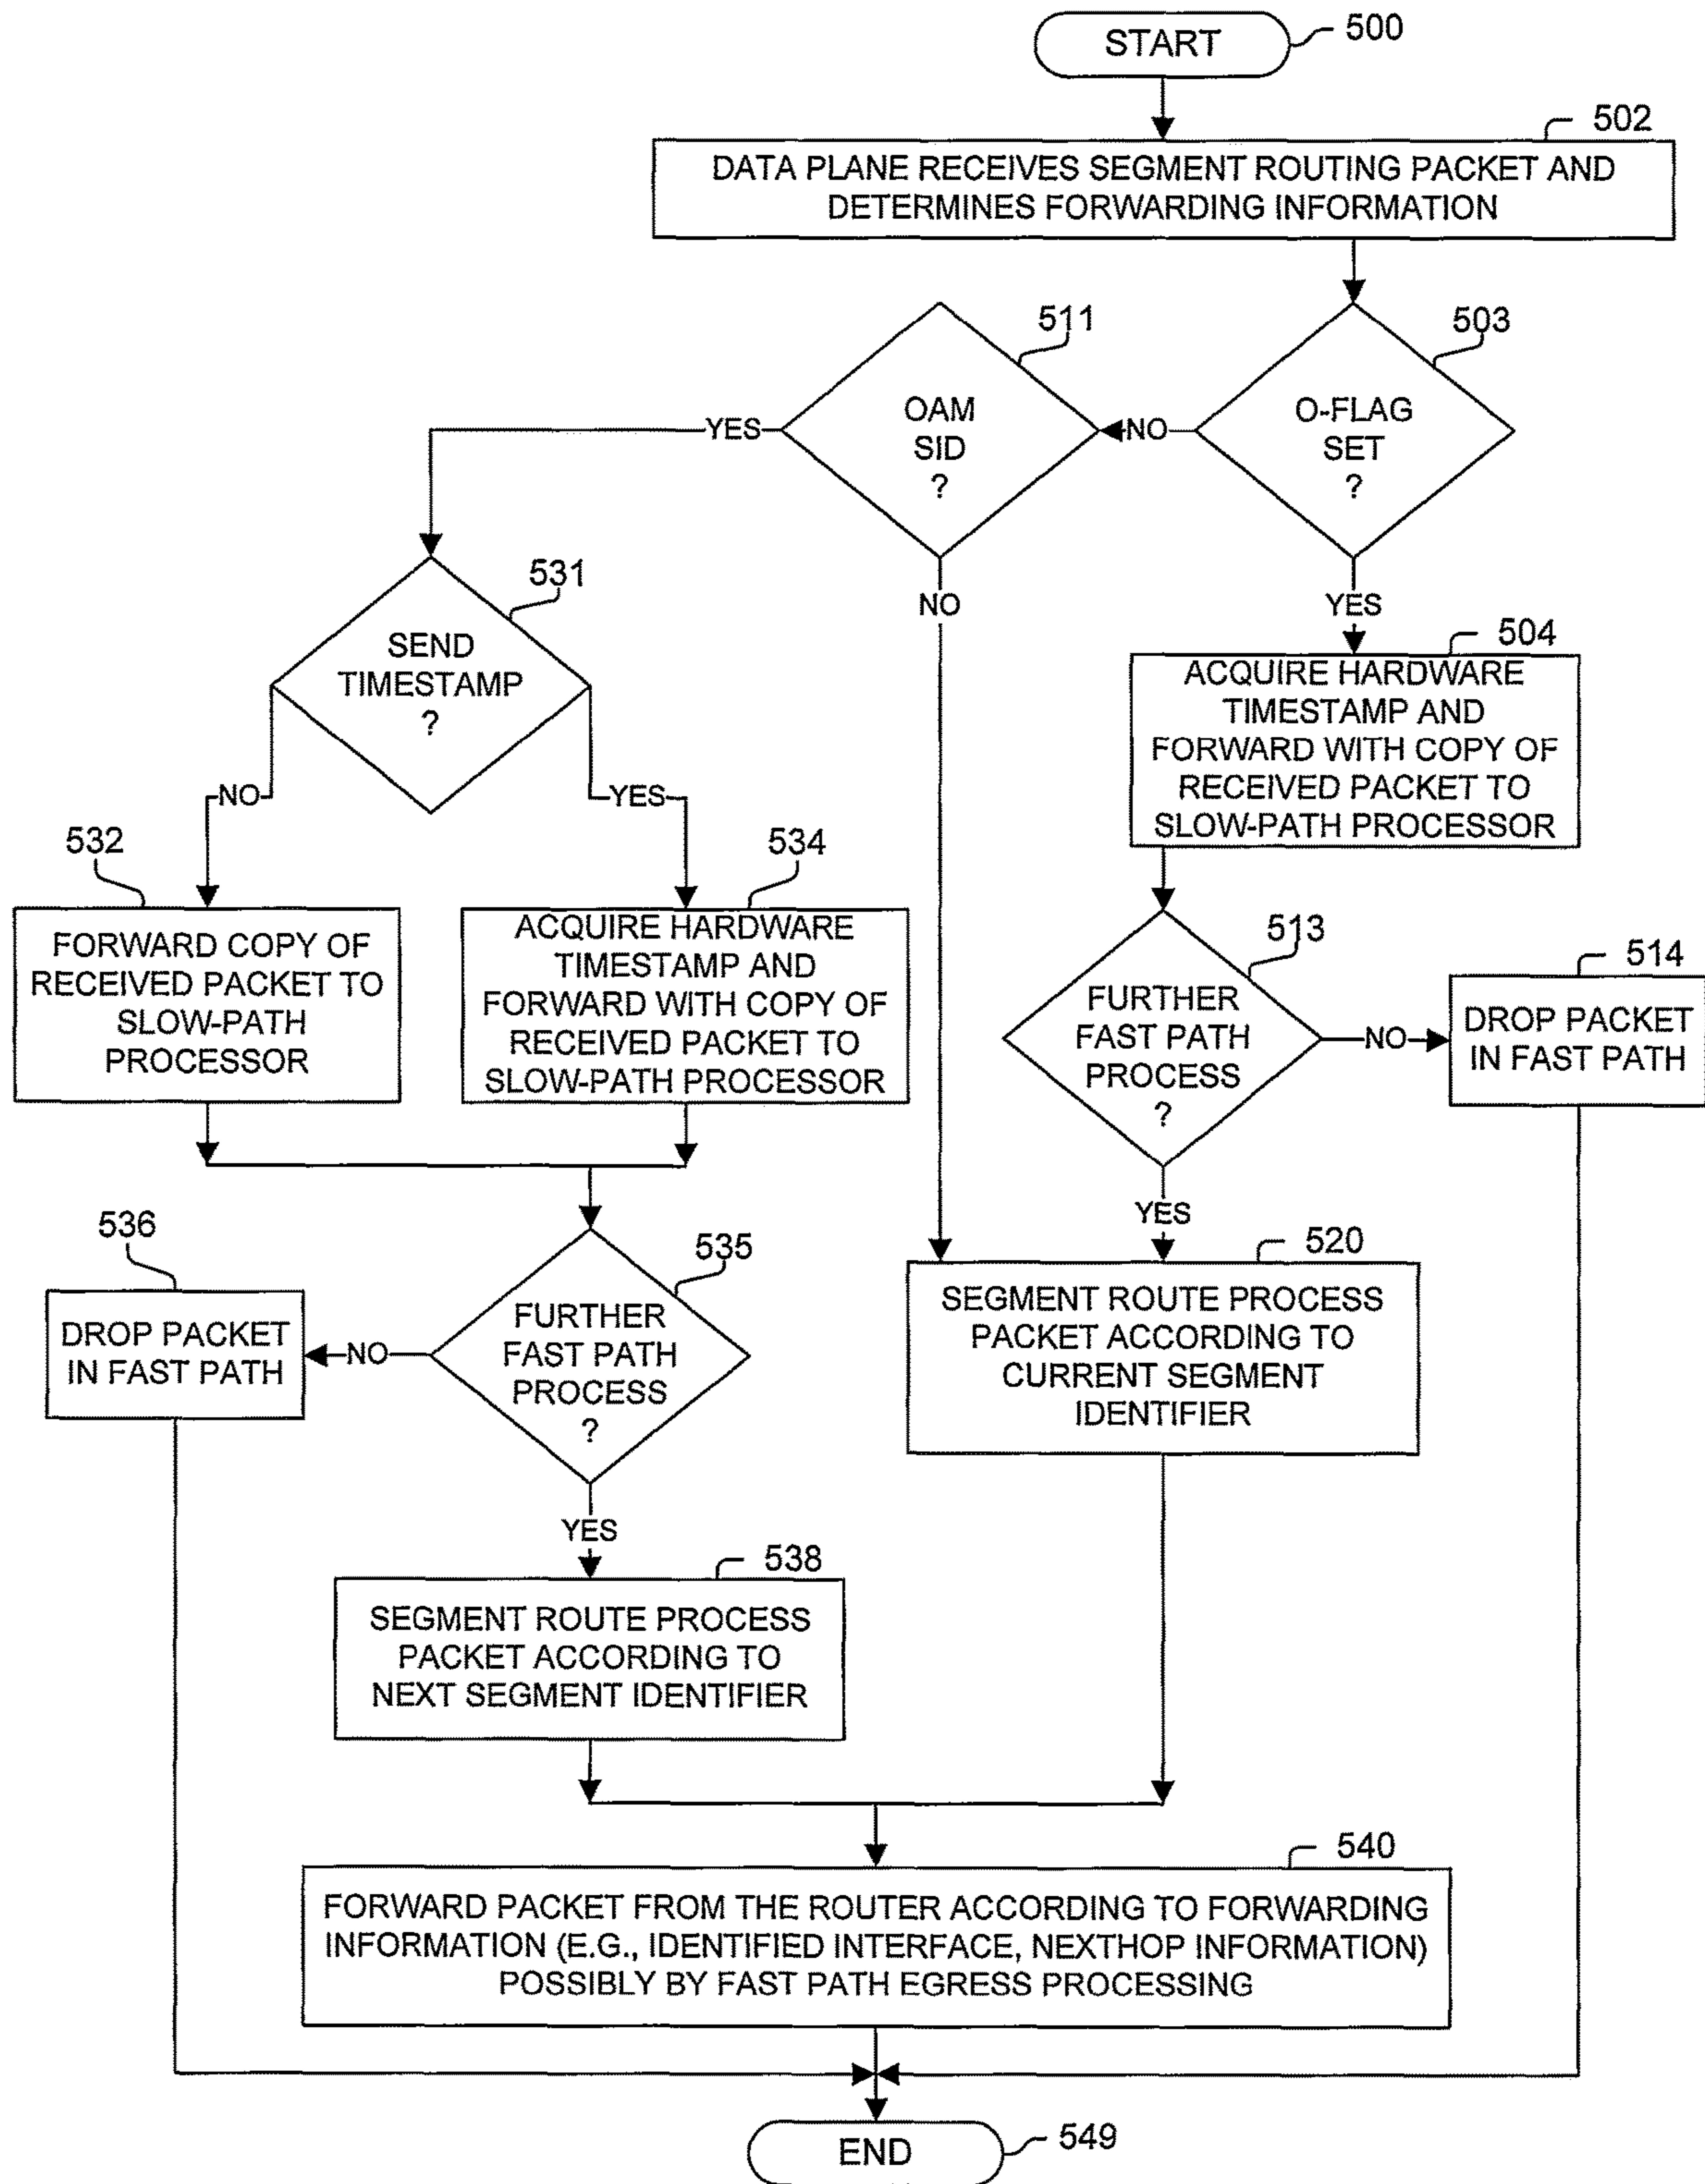 START
500
502
DATA PLANE RECEIVES SEGMENT ROUTING PACKET AND
DETERMINES FORWARDING INFORMATION
511
503
OAM
SID
?
O-FLAG
SET
?
YES
NO
NO
YES
531
SEND
TIMESTAMP
?
504
ACQUIRE HARDWARE
TIMESTAMP AND
FORWARD WITH COPY OF
RECEIVED PACKET TO
SLOW-PATH PROCESSOR
NO
YES
532
FORWARD COPY OF
RECEIVED PACKET TO
SLOW-PATH
PROCESSOR
534
ACQUIRE HARDWARE
TIMESTAMP AND
FORWARD WITH COPY OF
RECEIVED PACKET TO
SLOW-PATH PROCESSOR
513
FURTHER
FAST PATH
PROCESS
?
NO
514
DROP PACKET
IN FAST PATH
YES
536
DROP PACKET
IN FAST PATH
NO
535
FURTHER
FAST PATH
PROCESS
?
520
SEGMENT ROUTE PROCESS
PACKET ACCORDING TO
CURRENT SEGMENT
IDENTIFIER
YES
538
SEGMENT ROUTE PROCESS
PACKET ACCORDING TO
NEXT SEGMENT IDENTIFIER
540
FORWARD PACKET FROM THE ROUTER ACCORDING TO FORWARDING
INFORMATION (E.G., IDENTIFIED INTERFACE, NEXTHOP INFORMATION)
POSSIBLY BY FAST PATH EGRESS PROCESSING
END
549